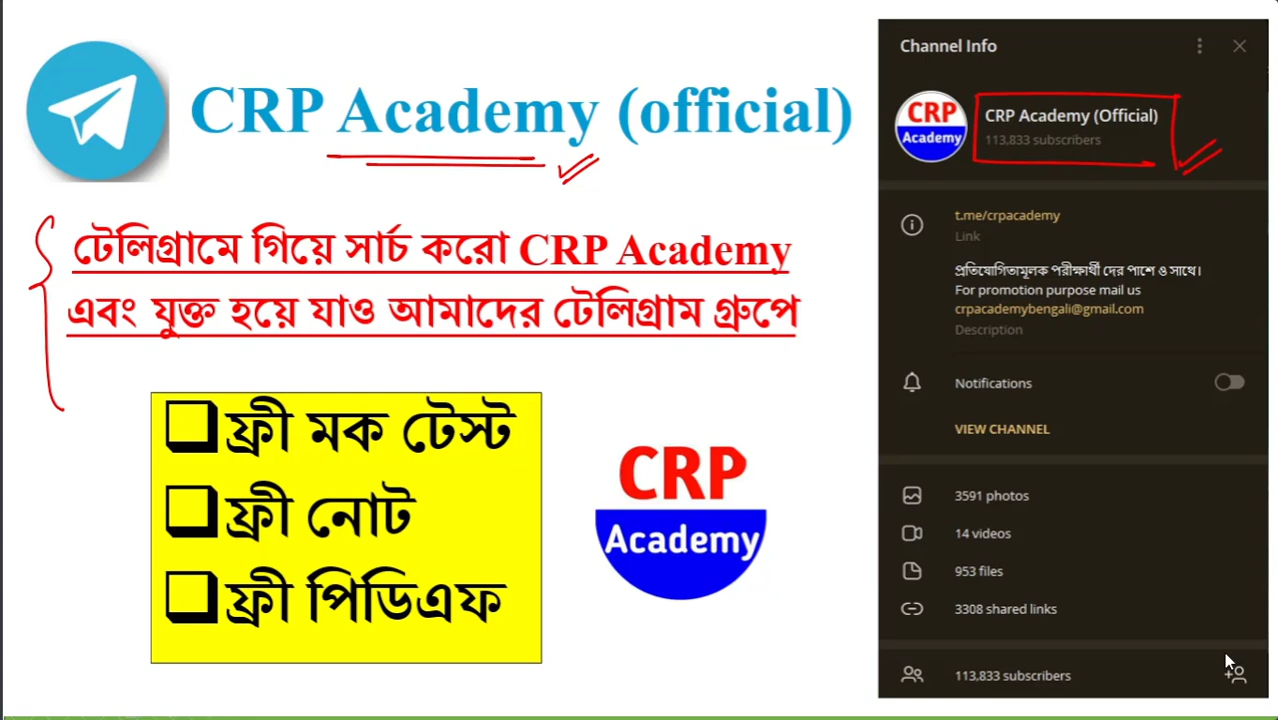 CRP Academy (official)
টেলিগ্রামে গিয়ে সার্চ করো CRP Academy
এবং যুক্ত হয়ে যাও আমাদের টেলিগ্রাম গ্রুপে
ফ্রী মক টেস্ট
ফ্রী নোট
ফ্রী পিডিএফ
CRP
Academy
Channel Info
CRP
Academy
CRP Academy (Official)
113,833 subscribers
t.me/crpacademy
Link
প্রতিযোগিতামূলক পরীক্ষার্থী দের পাশে ও সাথে।
For promotion purpose mail us
crpacademybengali@gmail.com
Description
Notifications
VIEW CHANNEL
3591 photos
14 videos
953 files
3308 shared links
113,833 subscribers